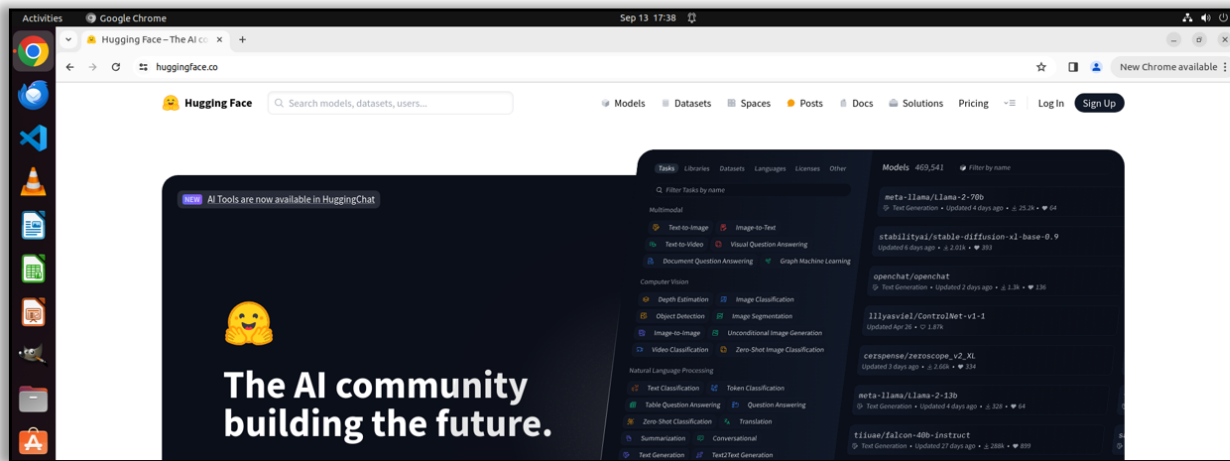 Activities Google Chrome Sep 13 17:38
Hugging Face – The AI co
huggingface.co New Chrome available
Hugging Face Search models, datasets, users... Models Datasets Spaces Posts Docs Solutions Pricing Log In Sign Up
NEW AI Tools are now available in HuggingChat
The AI community
building the future.
Tasks Libraries Datasets Languages Licenses Other
Filter Tasks by name
Multimodal
Text-to-Image Image-to-Text
Text-to-Video Visual Question Answering
Document Question Answering Graph Machine Learning
Computer Vision
Depth Estimation Image Classification
Object Detection Image Segmentation
Image-to-Image Unconditional Image Generation
Video Classification Zero-Shot Image Classification
Natural Language Processing
Text Classification Token Classification
Table Question Answering Question Answering
Zero-Shot Classification Translation
Summarization Conversational
Text Generation Text2Text Generation
Models 469,541 Filter by name
meta-llama/Llama-2-70b
Text Generation • Updated 4 days ago • 25.2k • 64
stabilityai/stable-diffusion-xl-base-0.9
Updated 6 days ago • 2.01k • 393
openchat/openchat
Text Generation • Updated 2 days ago • 1.3k • 136
lllyasviel/ControlNet-v1-1
Updated Apr 26 • 1.87k
cerspense/zeroscope_v2_XL
Updated 3 days ago • 2.66k • 334
meta-llama/Llama-2-13b
Text Generation • Updated 4 days ago • 328 • 64
tiiuae/falcon-40b-instruct
Text Generation • Updated 27 days ago • 288k • 899